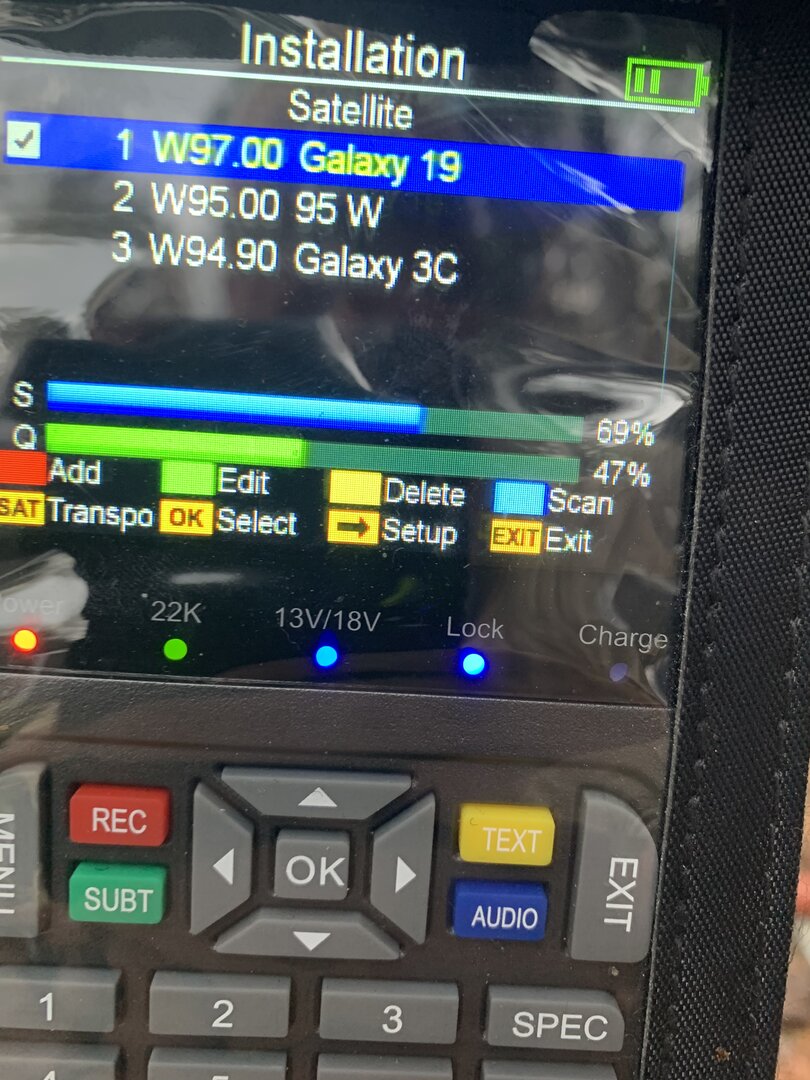 Installation
Satellite
1 W97.00 Galaxy 19
2 W95.00 95 W
3 W94.90 Galaxy 3C
S 69%
Q 47%
Add Edit Delete Scan
SAT Transpo OK Select → Setup EXIT Exit
ower 22K 13V/18V Lock Charge
MENU REC TEXT EXIT
OK
SUBT AUDIO
1 2 3 SPEC